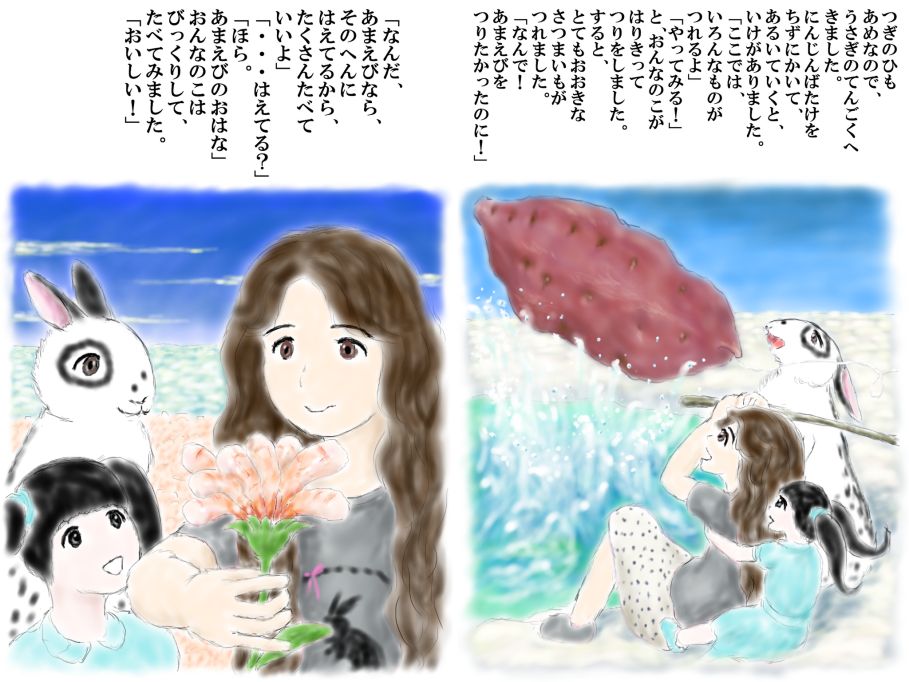 つぎのひも
あめなので、
うさぎのてんごくへ
きました。
にんじんばたけを
ちずにかいて、
あるいていくと、
いけがありました。
「ここでは、
いろんなものが
つれるよ」
「やってみる！」
と、おんなのこが
はりきって
つりをしました。
すると、
とてもおおきな
さつまいもが
つれました。
「なんで！
あまえびを
つりたかったのに！」
「なんだ、
あまえびなら、
そのへんに
はえてるから、
たくさんたべて
いいよ」
「・・・はえてる？」
「ほら。
あまえびのおはな」
おんなのこは
びっくりして、
たべてみました。
「おいしい！」